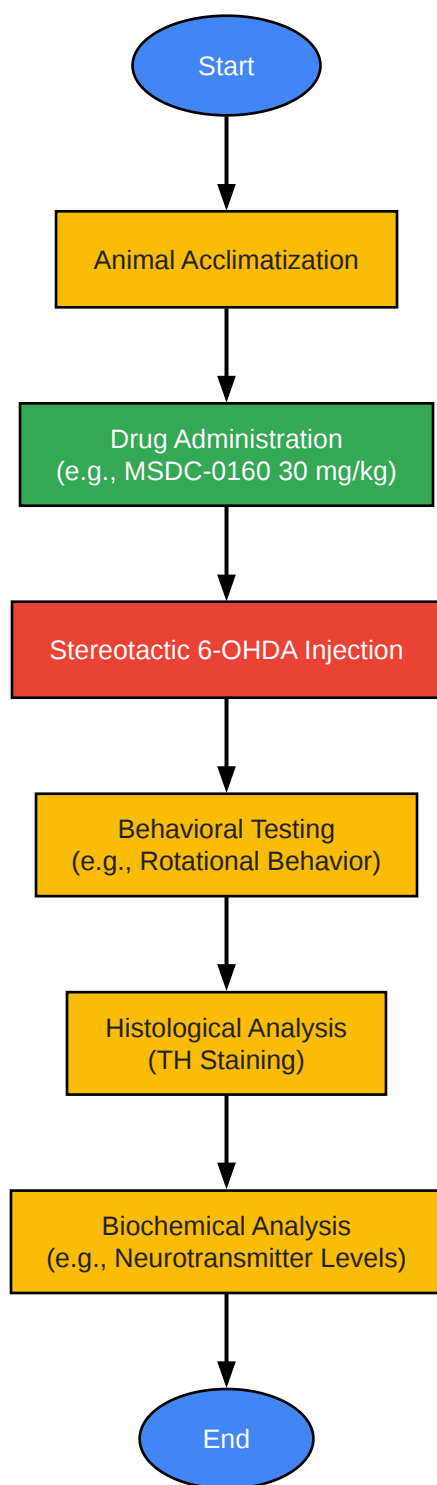 Start
Animal Acclimatization
Drug Administration
(e.g., MSDC-0160 30 mg/kg)
Stereotactic 6-OHDA Injection
Behavioral Testing
(e.g., Rotational Behavior)
Histological Analysis
(TH Staining)
Biochemical Analysis
(e.g., Neurotransmitter Levels)
End